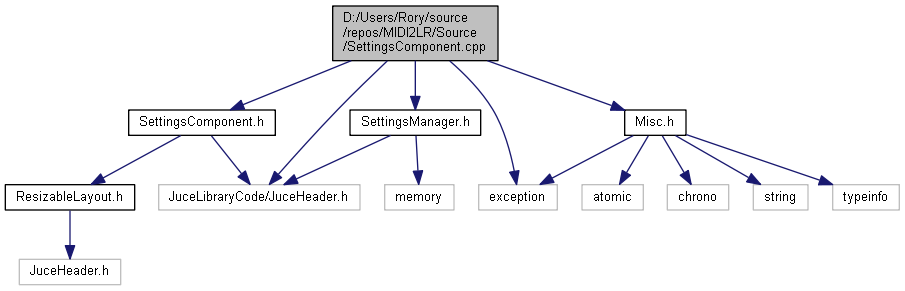 D:/Users/Rory/source
/repos/MIDI2LR/Source
/SettingsComponent.cpp
SettingsComponent.h
SettingsManager.h
Misc.h
ResizableLayout.h
JuceLibraryCode/JuceHeader.h
memory
exception
atomic
chrono
string
typeinfo
JuceHeader.h